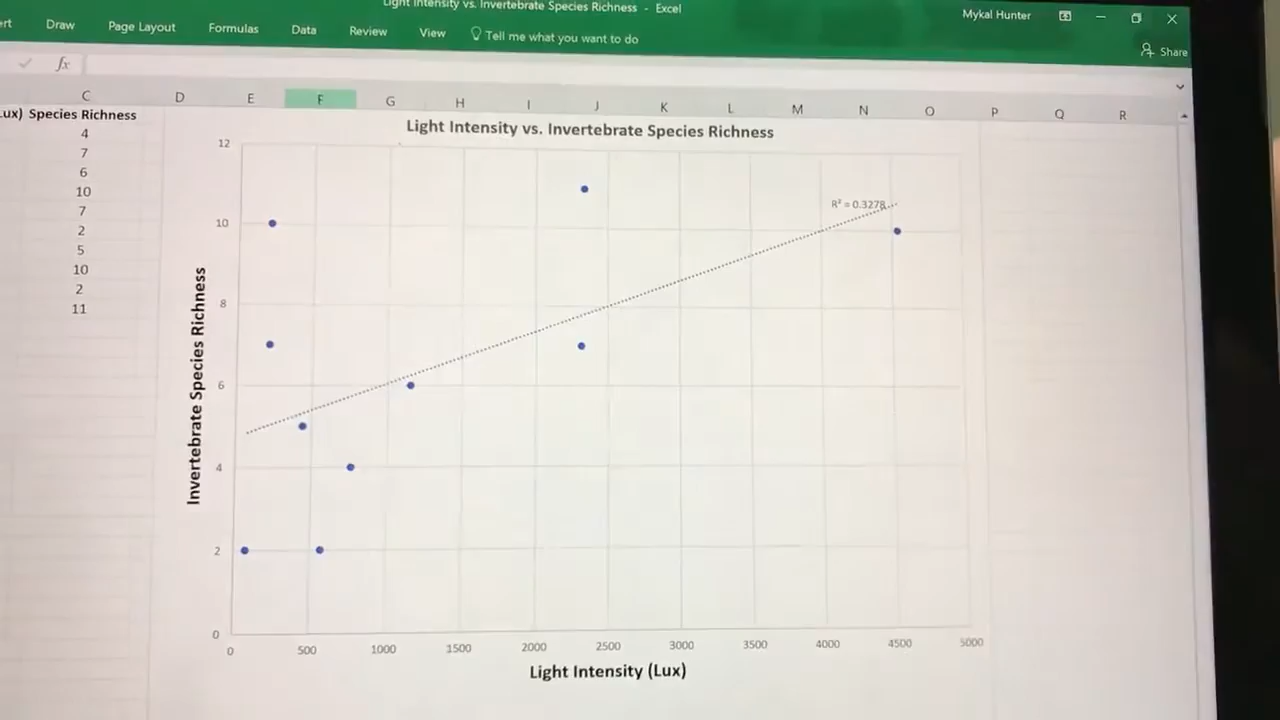 Light Intensity vs. Invertebrate Species Richness - Excel
Mykal Hunter
Draw Page Layout Formulas Data Review View Tell me what you want to do
Share
fx
C D E F G H I J K L M N O P Q R
Species Richness
4
7
6
10
7
2
5
10
2
11
Light Intensity vs. Invertebrate Species Richness
12
10
8
6
4
2
0
Invertebrate Species Richness
R² = 0.3278
0 500 1000 1500 2000 2500 3000 3500 4000 4500 5000
Light Intensity (Lux)